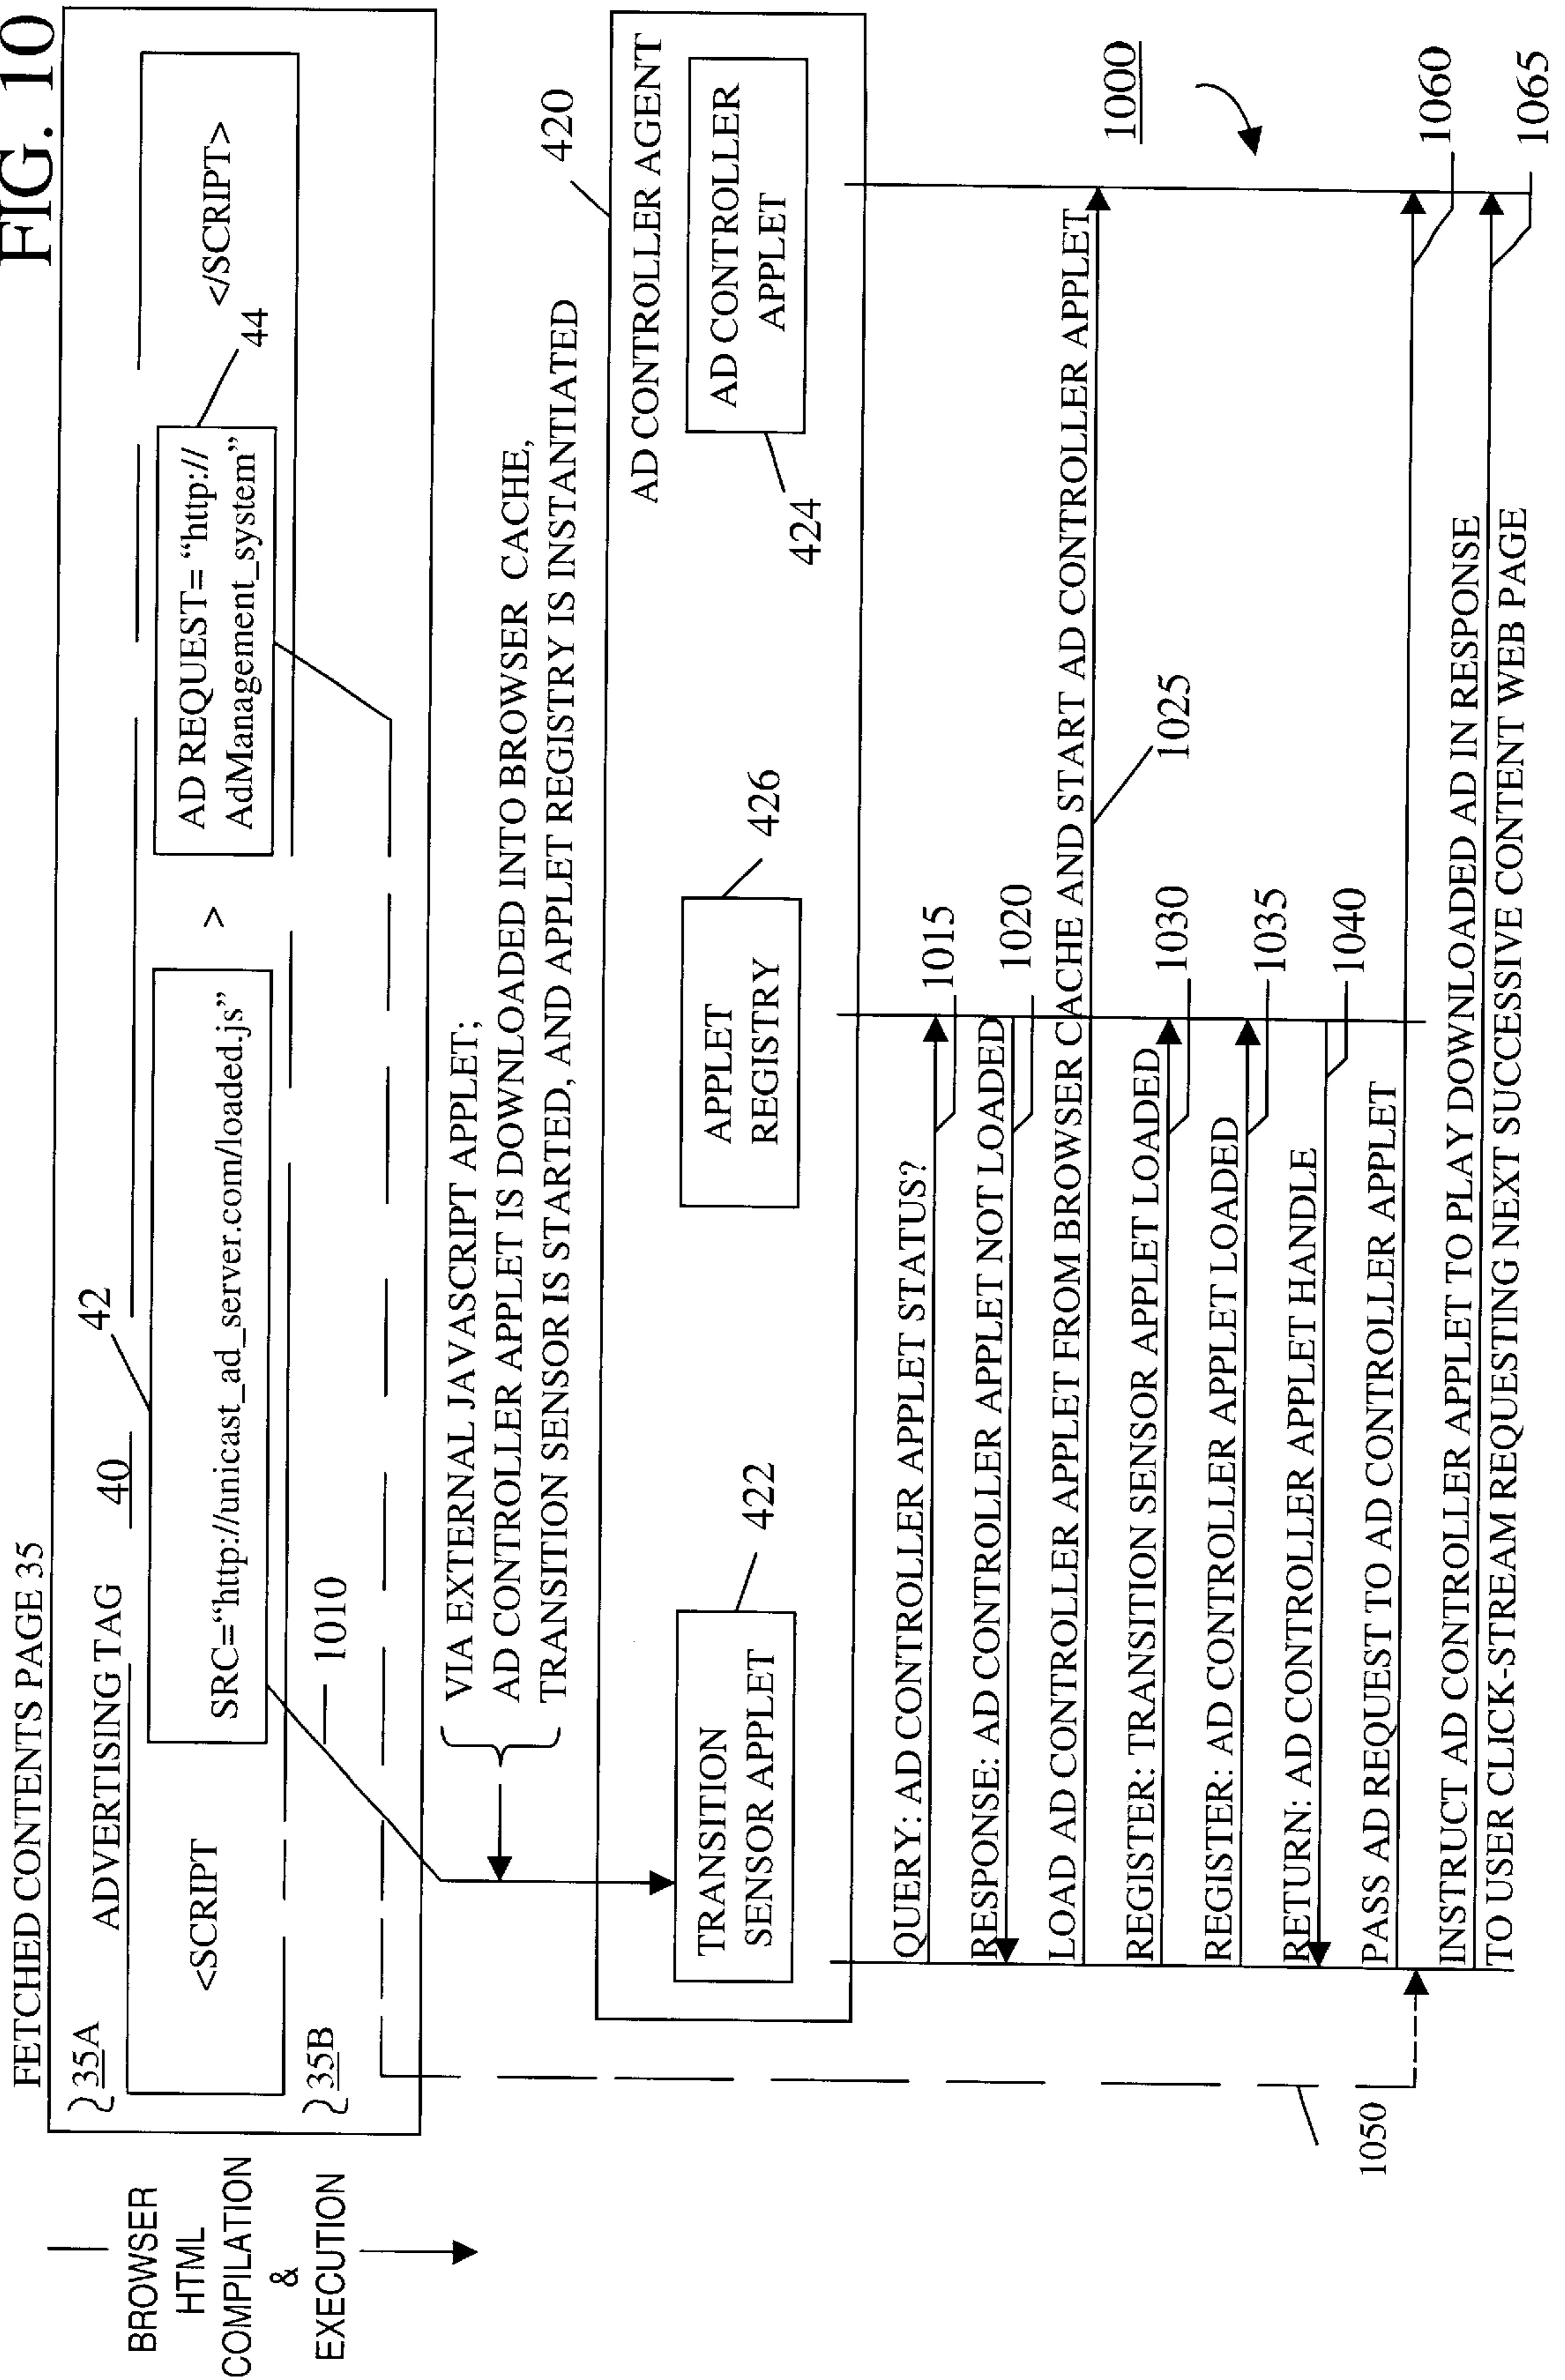 FIG. 10
FETCHED CONTENTS PAGE 35
35A
ADVERTISING TAG
40
42
<SCRIPT
SRC=“http://unicast_ad_server.com/loaded.js”
>
AD REQUEST= “http://
AdManagement_system”
44
</SCRIPT>
35B
1010
BROWSER
HTML
COMPILATION
&
EXECUTION
VIA EXTERNAL JAVASCRIPT APPLET;
AD CONTROLLER APPLET IS DOWNLOADED INTO BROWSER CACHE,
TRANSITION SENSOR IS STARTED, AND APPLET REGISTRY IS INSTANTIATED
420
AD CONTROLLER AGENT
TRANSITION
SENSOR APPLET
422
APPLET
REGISTRY
426
AD CONTROLLER
APPLET
424
1000
QUERY: AD CONTROLLER APPLET STATUS?
1015
RESPONSE: AD CONTROLLER APPLET NOT LOADED
1020
LOAD AD CONTROLLER APPLET FROM BROWSER CACHE AND START AD CONTROLLER APPLET
1025
REGISTER: TRANSITION SENSOR APPLET LOADED
1030
REGISTER: AD CONTROLLER APPLET LOADED
1035
RETURN: AD CONTROLLER APPLET HANDLE
1040
1050
PASS AD REQUEST TO AD CONTROLLER APPLET
1060
INSTRUCT AD CONTROLLER APPLET TO PLAY DOWNLOADED AD IN RESPONSE
TO USER CLICK-STREAM REQUESTING NEXT SUCCESSIVE CONTENT WEB PAGE
1065